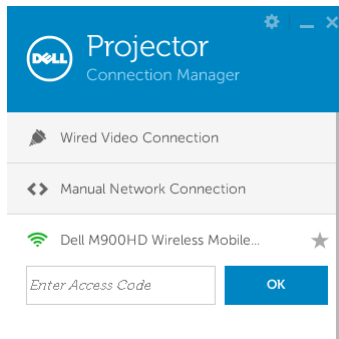 DELL
Projector
Connection Manager
Wired Video Connection
Manual Network Connection
Dell M900HD Wireless Mobile...
Enter Access Code
OK